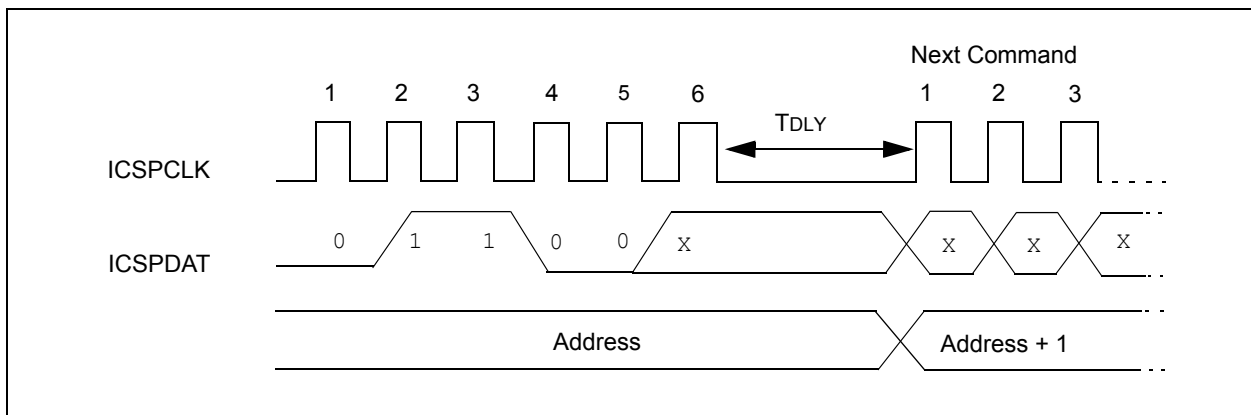 Next Command
1 2 3 4 5 6 1 2 3
TDLY
ICSPCLK
0 1 1 0 0 X X X X
ICSPDAT
Address Address + 1